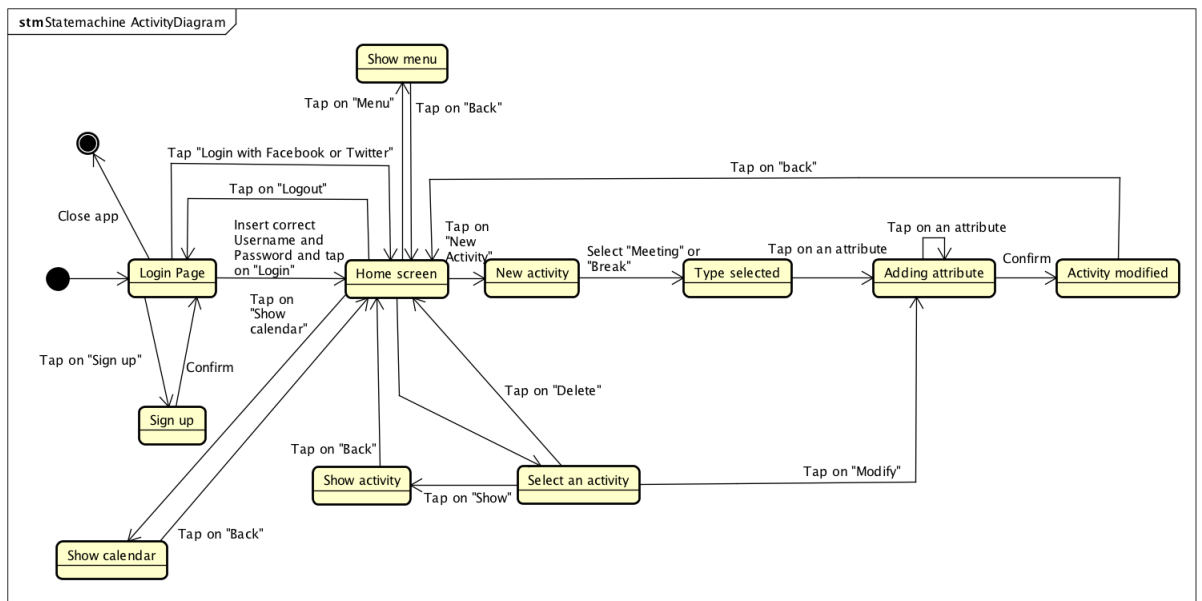 stm Statemachine ActivityDiagram
Show menu
Tap on "Menu"
Tap on "Back"
Tap "Login with Facebook or Twitter"
Tap on "back"
Tap on "Logout"
Close app
Insert correct
Username and
Password and tap
on "Login"
Tap on
"New
Activity"
Select "Meeting" or
"Break"
Tap on an attribute
Tap on an attribute
Confirm
Login Page
Home screen
New activity
Type selected
Adding attribute
Activity modified
Tap on
"Show
calendar"
Tap on "Sign up"
Confirm
Tap on "Delete"
Sign up
Tap on "Back"
Show activity
Tap on "Show"
Select an activity
Tap on "Modify"
Tap on "Back"
Show calendar